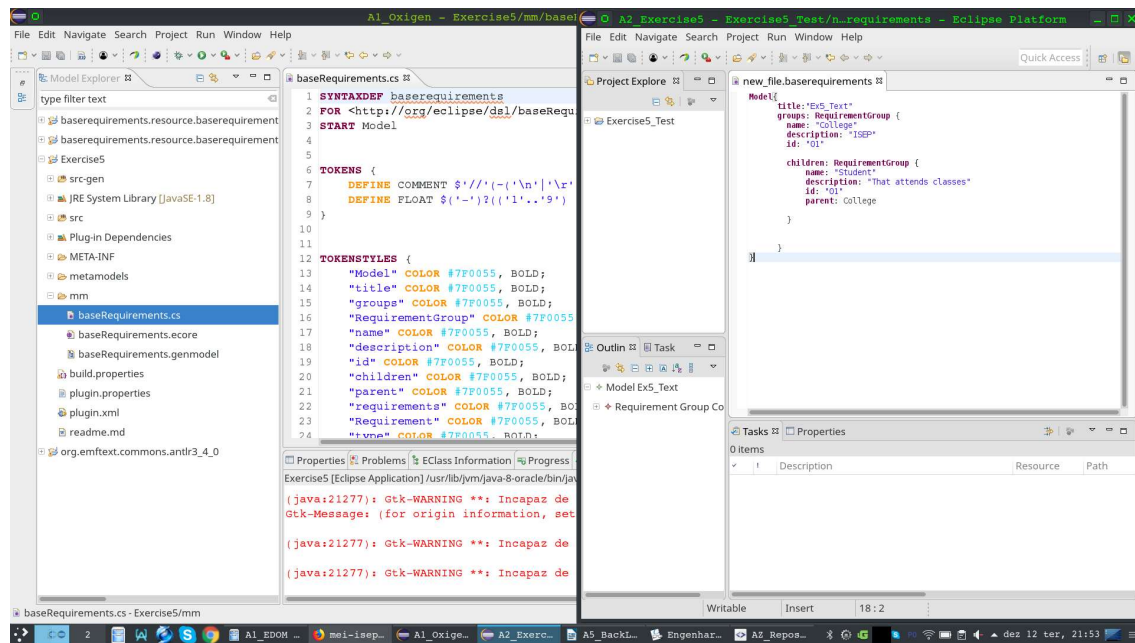 A1_Oxigen - Exercise5/mm/basel
File Edit Navigate Search Project Run Window Help
Model Explorer
type filter text
baserequirements.resource.baserequirement
baserequirements.resource.baserequirement
Exercise5
src-gen
JRE System Library [JavaSE-1.8]
src
Plug-in Dependencies
META-INF
metamodels
mm
baseRequirements.cs
baseRequirements.ecore
baseRequirements.genmodel
build.properties
plugin.properties
plugin.xml
readme.md
org.emftext.commons.antlr3_4_0
baseRequirements.cs
1 SYNTAXDEF baserequirements
2 FOR <http://org/eclipse/dsl/baseRequ
3 START Model
4
5
6 TOKENS {
7 DEFINE COMMENT $'//'(~('\n'|'\r'
8 DEFINE FLOAT $('-')?(('1'..'9')
9 }
10
11
12 TOKENSTYLES {
13 "Model" COLOR #7F0055, BOLD;
14 "title" COLOR #7F0055, BOLD;
15 "groups" COLOR #7F0055, BOLD;
16 "RequirementGroup" COLOR #7F0055
17 "name" COLOR #7F0055, BOLD;
18 "description" COLOR #7F0055, BOL
19 "id" COLOR #7F0055, BOLD;
20 "children" COLOR #7F0055, BOLD;
21 "parent" COLOR #7F0055, BOLD;
22 "requirements" COLOR #7F0055, BO
23 "Requirement" COLOR #7F0055, BOL
24 "type" COLOR #7F0055, BOLD;
Properties Problems EClass Information Progress
Exercise5 [Eclipse Application] /usr/lib/jvm/java-8-oracle/bin/jav
(java:21277): Gtk-WARNING **: Incapaz de
Gtk-Message: (for origin information, set
(java:21277): Gtk-WARNING **: Incapaz de
(java:21277): Gtk-WARNING **: Incapaz de
baseRequirements.cs - Exercise5/mm
A2_Exercise5 - Exercise5_Test/n…requirements - Eclipse Platform
File Edit Navigate Search Project Run Window Help
Quick Access
Project Explore
Exercise5_Test
new_file.baserequirements
Model{
title:"Ex5_Text"
groups: RequirementGroup {
name: "College"
description: "ISEP"
id: "01"
children: RequirementGroup {
name: "Student"
description: "That attends classes"
id: "01"
parent: College
}
}
}
Outlin Task
Model Ex5_Text
Requirement Group Co
Tasks Properties
0 items
! Description Resource Path
Writable Insert 18 : 2
2 A1_EDOM … mei-isep… A1_Oxige… A2_Exerc… A5_BackL… Engenhar… AZ_Repos… dez 12 ter, 21:53